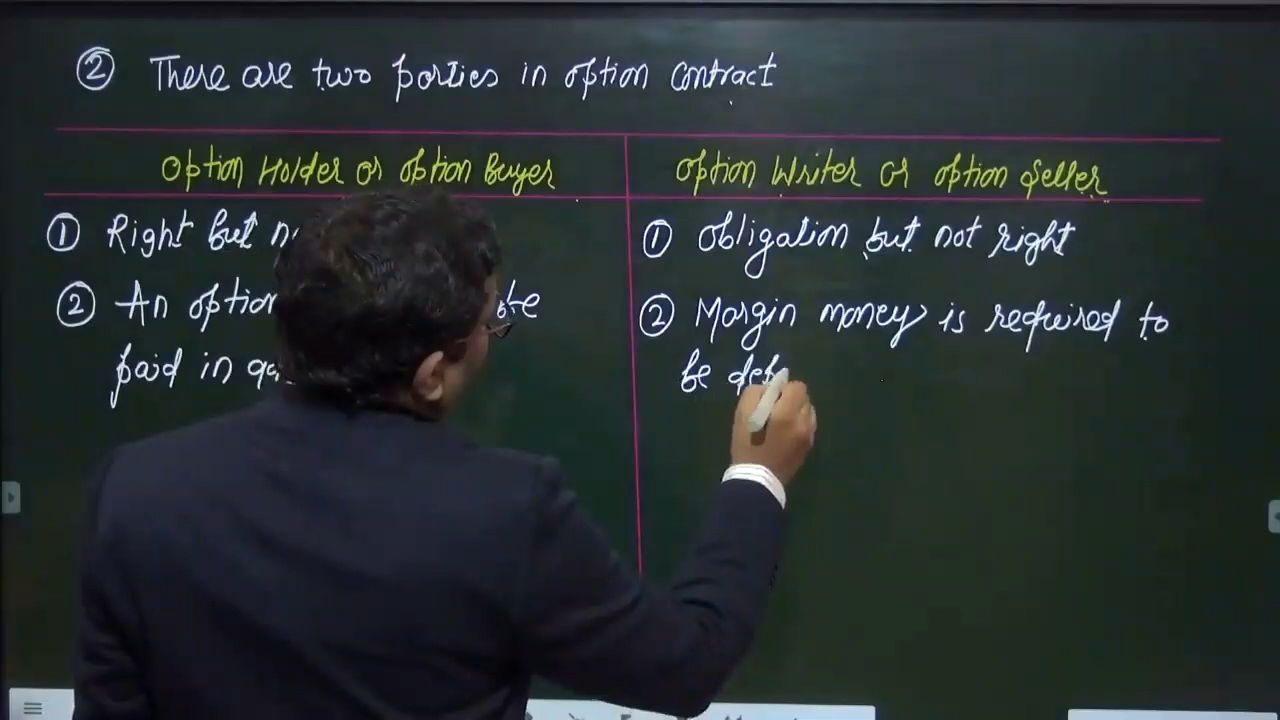 ② There are two parties in option contract
Option Holder or option Buyer
Option Writer or option Seller
① Right but
② An option
paid in
① Obligation but not right
② Margin money is required to
be dep